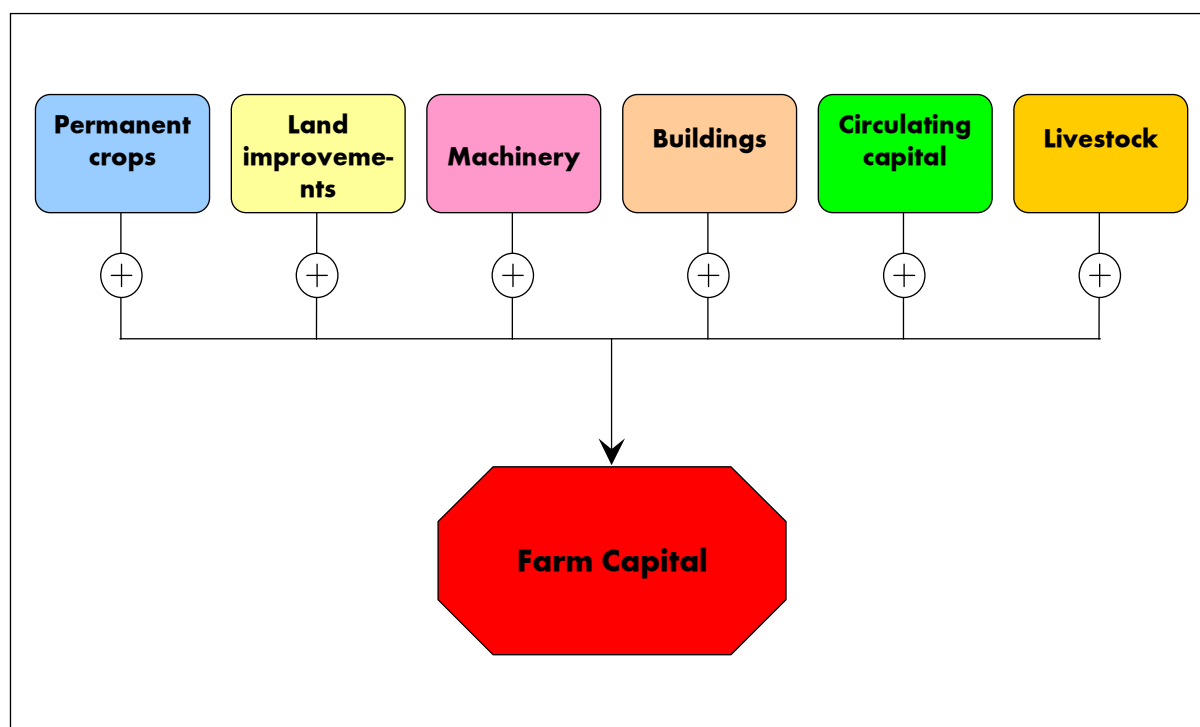 Permanent
crops
Land
improveme-
nts
Machinery
Buildings
Circulating
capital
Livestock
+ + + + + +
Farm Capital